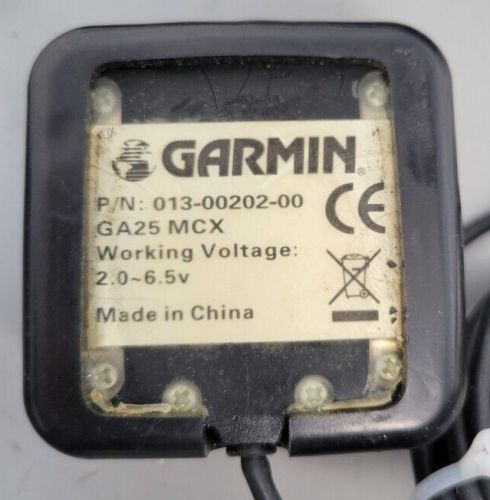 GARMIN®
P/N: 013-00202-00
GA25 MCX
Working Voltage:
2.0~6.5v
Made in China
CE